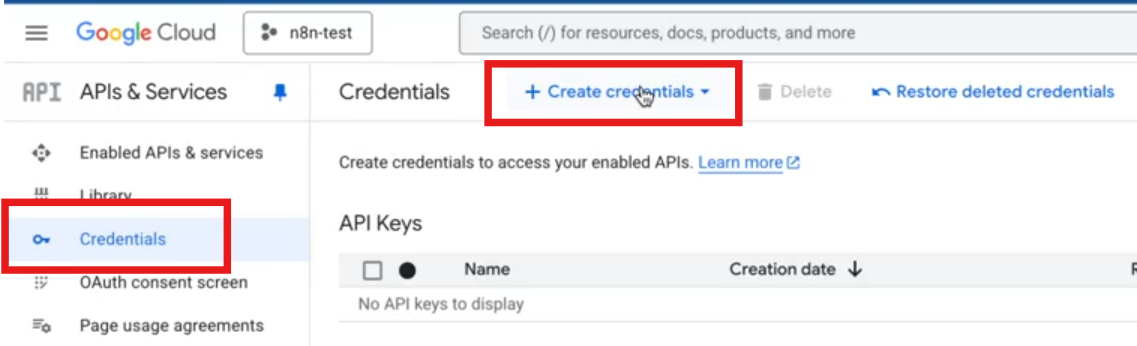 Google Cloud n8n-test Search (/) for resources, docs, products, and more
API APIs & Services Credentials + Create credentials Delete Restore deleted credentials
Enabled APIs & services
Create credentials to access your enabled APIs. Learn more
Library
API Keys
Credentials
Name Creation date
OAuth consent screen
No API keys to display
Page usage agreements